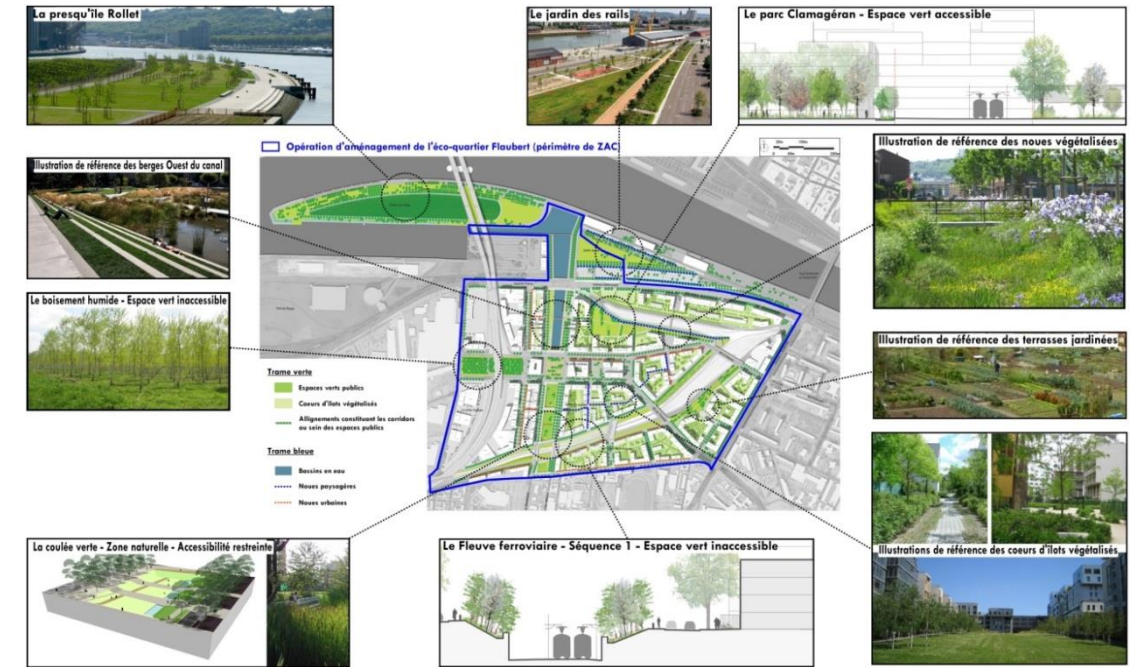 La presqu'île Rollet
Le jardin des rails
Le parc Clamagéran - Espace vert accessible
Opération d'aménagement de l'éco-quartier Flaubert (périmètre de ZAC)
Illustration de référence des berges Ouest du canal
Illustration de référence des noues végétalisées
Le boisement humide - Espace vert inaccessible
Illustration de référence des terrasses jardinées
Trame verte
Espaces verts publics
Coeurs d'îlots végétalisés
Allignements constituant les corridors
au sein des espaces publics
Trame bleue
Bassins en eau
Noues paysagères
Noues urbaines
La coulée verte - Zone naturelle - Accessibilité restreinte
Le Fleuve ferroviaire - Séquence 1 - Espace vert inaccessible
Illustrations de référence des coeurs d'îlots végétalisés